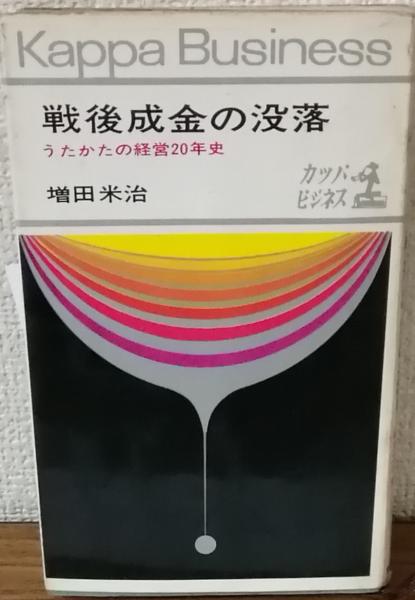 Kappa Business
戦後成金の没落
うたかたの経営20年史
増田米治
カッパ
ビジネス